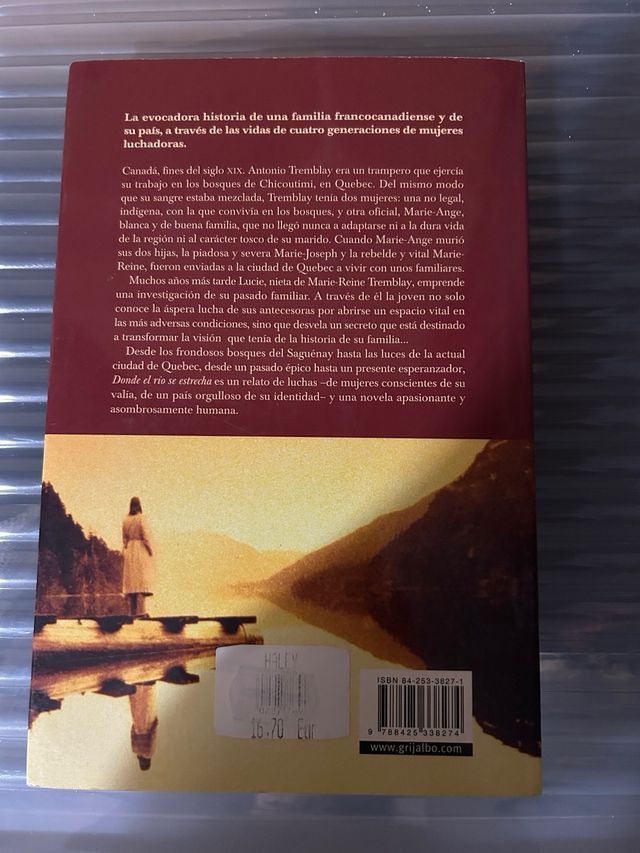 La evocadora historia de una familia francocanadiense y de
su país, a través de las vidas de cuatro generaciones de mujeres
luchadoras.
Canadá, fines del siglo XIX. Antonio Tremblay era un trampero que ejercía
su trabajo en los bosques de Chicoutimi, en Quebec. Del mismo modo
que su sangre estaba mezclada, Tremblay tenía dos mujeres: una no legal,
indígena, con la que convivía en los bosques, y otra oficial, Marie-Ange,
blanca y de buena familia, que no llegó nunca a adaptarse ni a la dura vida
de la región ni al carácter tosco de su marido. Cuando Marie-Ange murió
sus dos hijas, la piadosa y severa Marie-Joseph y la rebelde y vital Marie-
Reine, fueron enviadas a la ciudad de Quebec a vivir con unos familiares.
Muchos años más tarde Lucie, nieta de Marie-Reine Tremblay, emprende
una investigación de su pasado familiar. A través de él la joven no solo
conoce la áspera lucha de sus antecesoras por abrirse un espacio vital en
las más adversas condiciones, sino que desvela un secreto que está destinado
a transformar la visión que tenía de la historia de su familia...
Desde los frondosos bosques del Saguénay hasta las luces de la actual
ciudad de Quebec, desde un pasado épico hasta un presente esperanzador,
Donde el río se estrecha es un relato de luchas –de mujeres conscientes de su
valía, de un país orgulloso de su identidad– y una novela apasionante y
asombrosamente humana.
HALEY
16,70 Eur
ISBN 84-253-3827-1
9 788425 338274
www.grijalbo.com